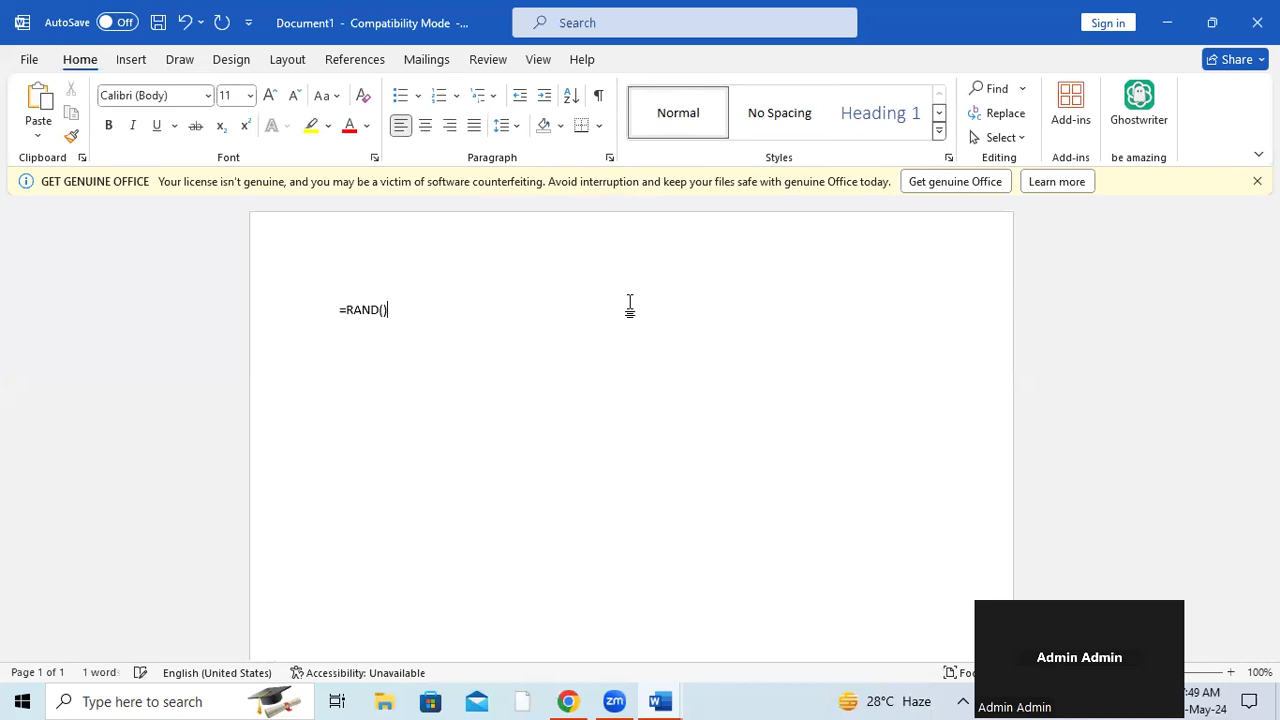 AutoSave Off Document1 - Compatibility Mode -... Search Sign in
File Home Insert Draw Design Layout References Mailings Review View Help Share
Paste Calibri (Body) 11 Aa Normal No Spacing Heading 1 Find Replace Select Add-ins Ghostwriter
Clipboard Font Paragraph Styles Editing Add-ins be amazing
GET GENUINE OFFICE Your license isn't genuine, and you may be a victim of software counterfeiting. Avoid interruption and keep your files safe with genuine Office today. Get genuine Office Learn more
=RAND()
Admin Admin
Page 1 of 1 1 words English (United States) Accessibility: Unavailable 100%
Type here to search 28°C Haze :49 AM
Admin Admin -May-24